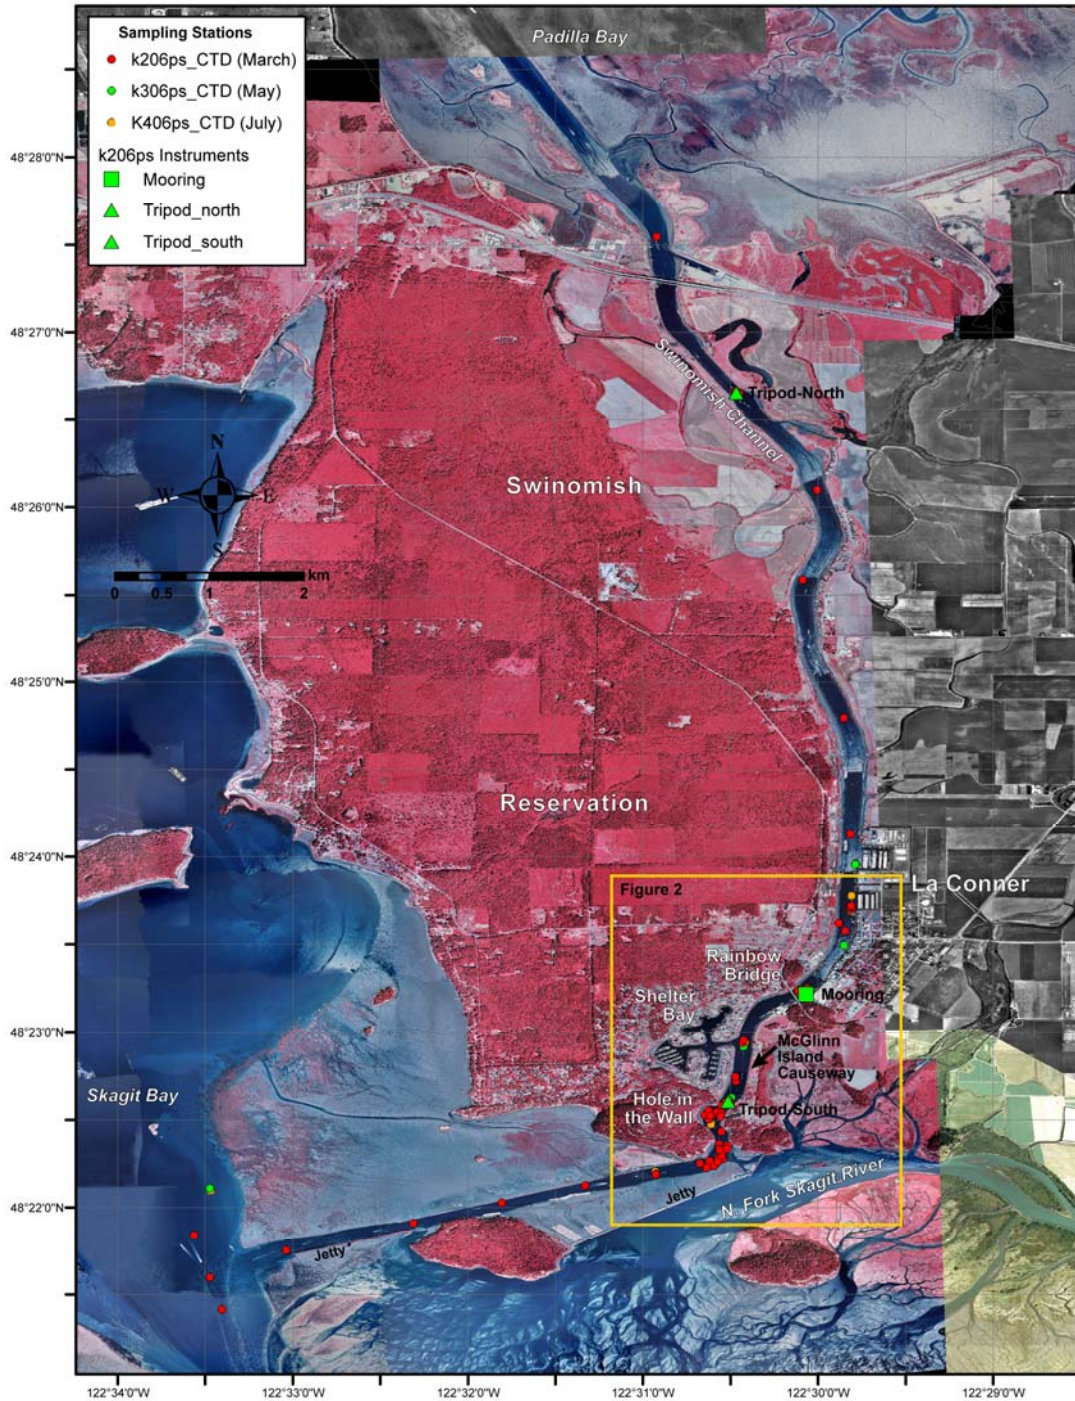 Sampling Stations
k206ps_CTD (March)
k306ps_CTD (May)
K406ps_CTD (July)
k206ps Instruments
Mooring
Tripod_north
Tripod_south
Padilla Bay
48°28'0"N
48°27'0"N
Swinomish Channel
Tripod-North
N
W E
S
Swinomish
48°26'0"N
km
0 0.5 1 2
48°25'0"N
Reservation
48°24'0"N
Figure 2
La Conner
Rainbow
Bridge
Mooring
Shelter
Bay
48°23'0"N
McGlinn
Island
Causeway
Skagit Bay
Hole in
the Wall
Tripod-South
48°22'0"N
Jetty
N. Fork Skagit River
Jetty
122°34'0"W 122°33'0"W 122°32'0"W 122°31'0"W 122°30'0"W 122°29'0"W